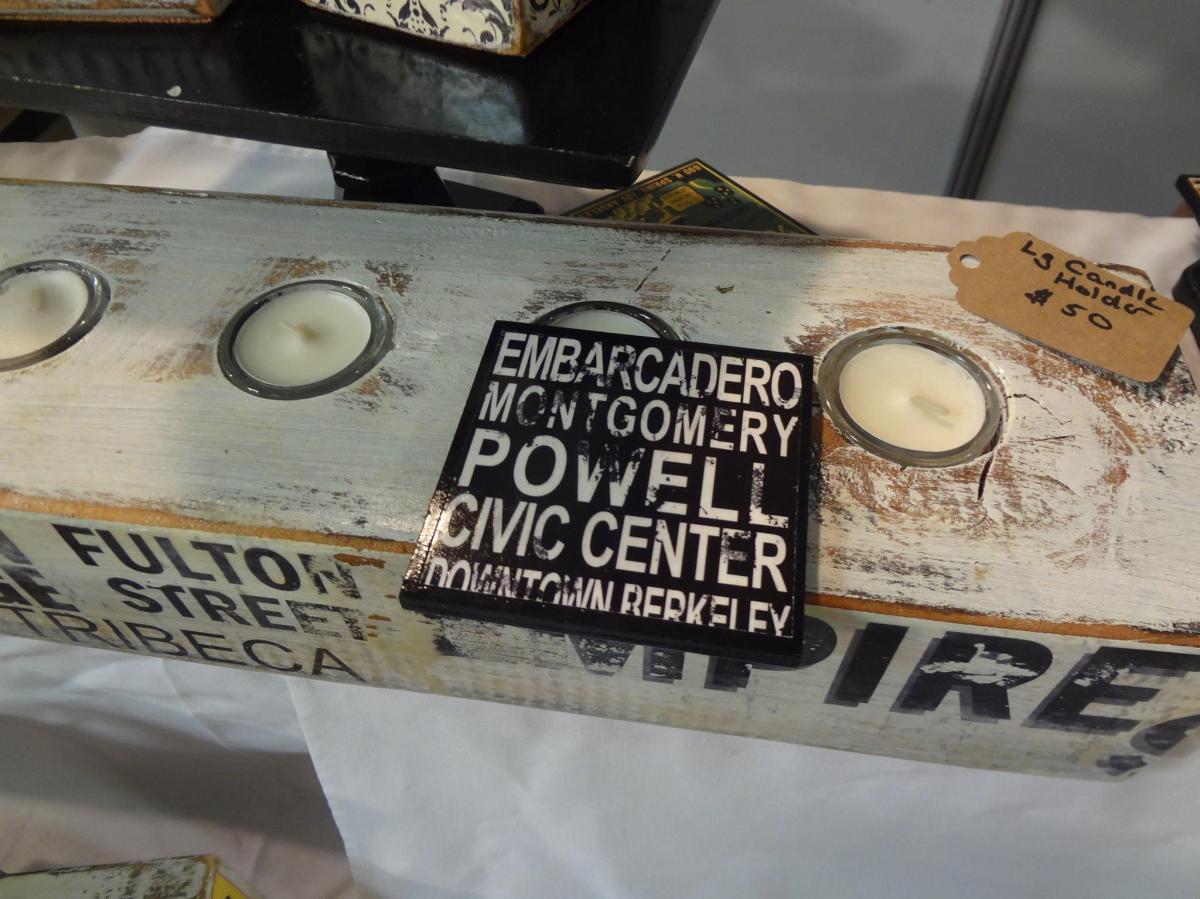 Lg Candle
Holder
$50
EMBARCADERO
MONTGOMERY
POWELL
CIVIC CENTER
DOWNTOWN BERKELEY
FULTON
STREET
TRIBECA